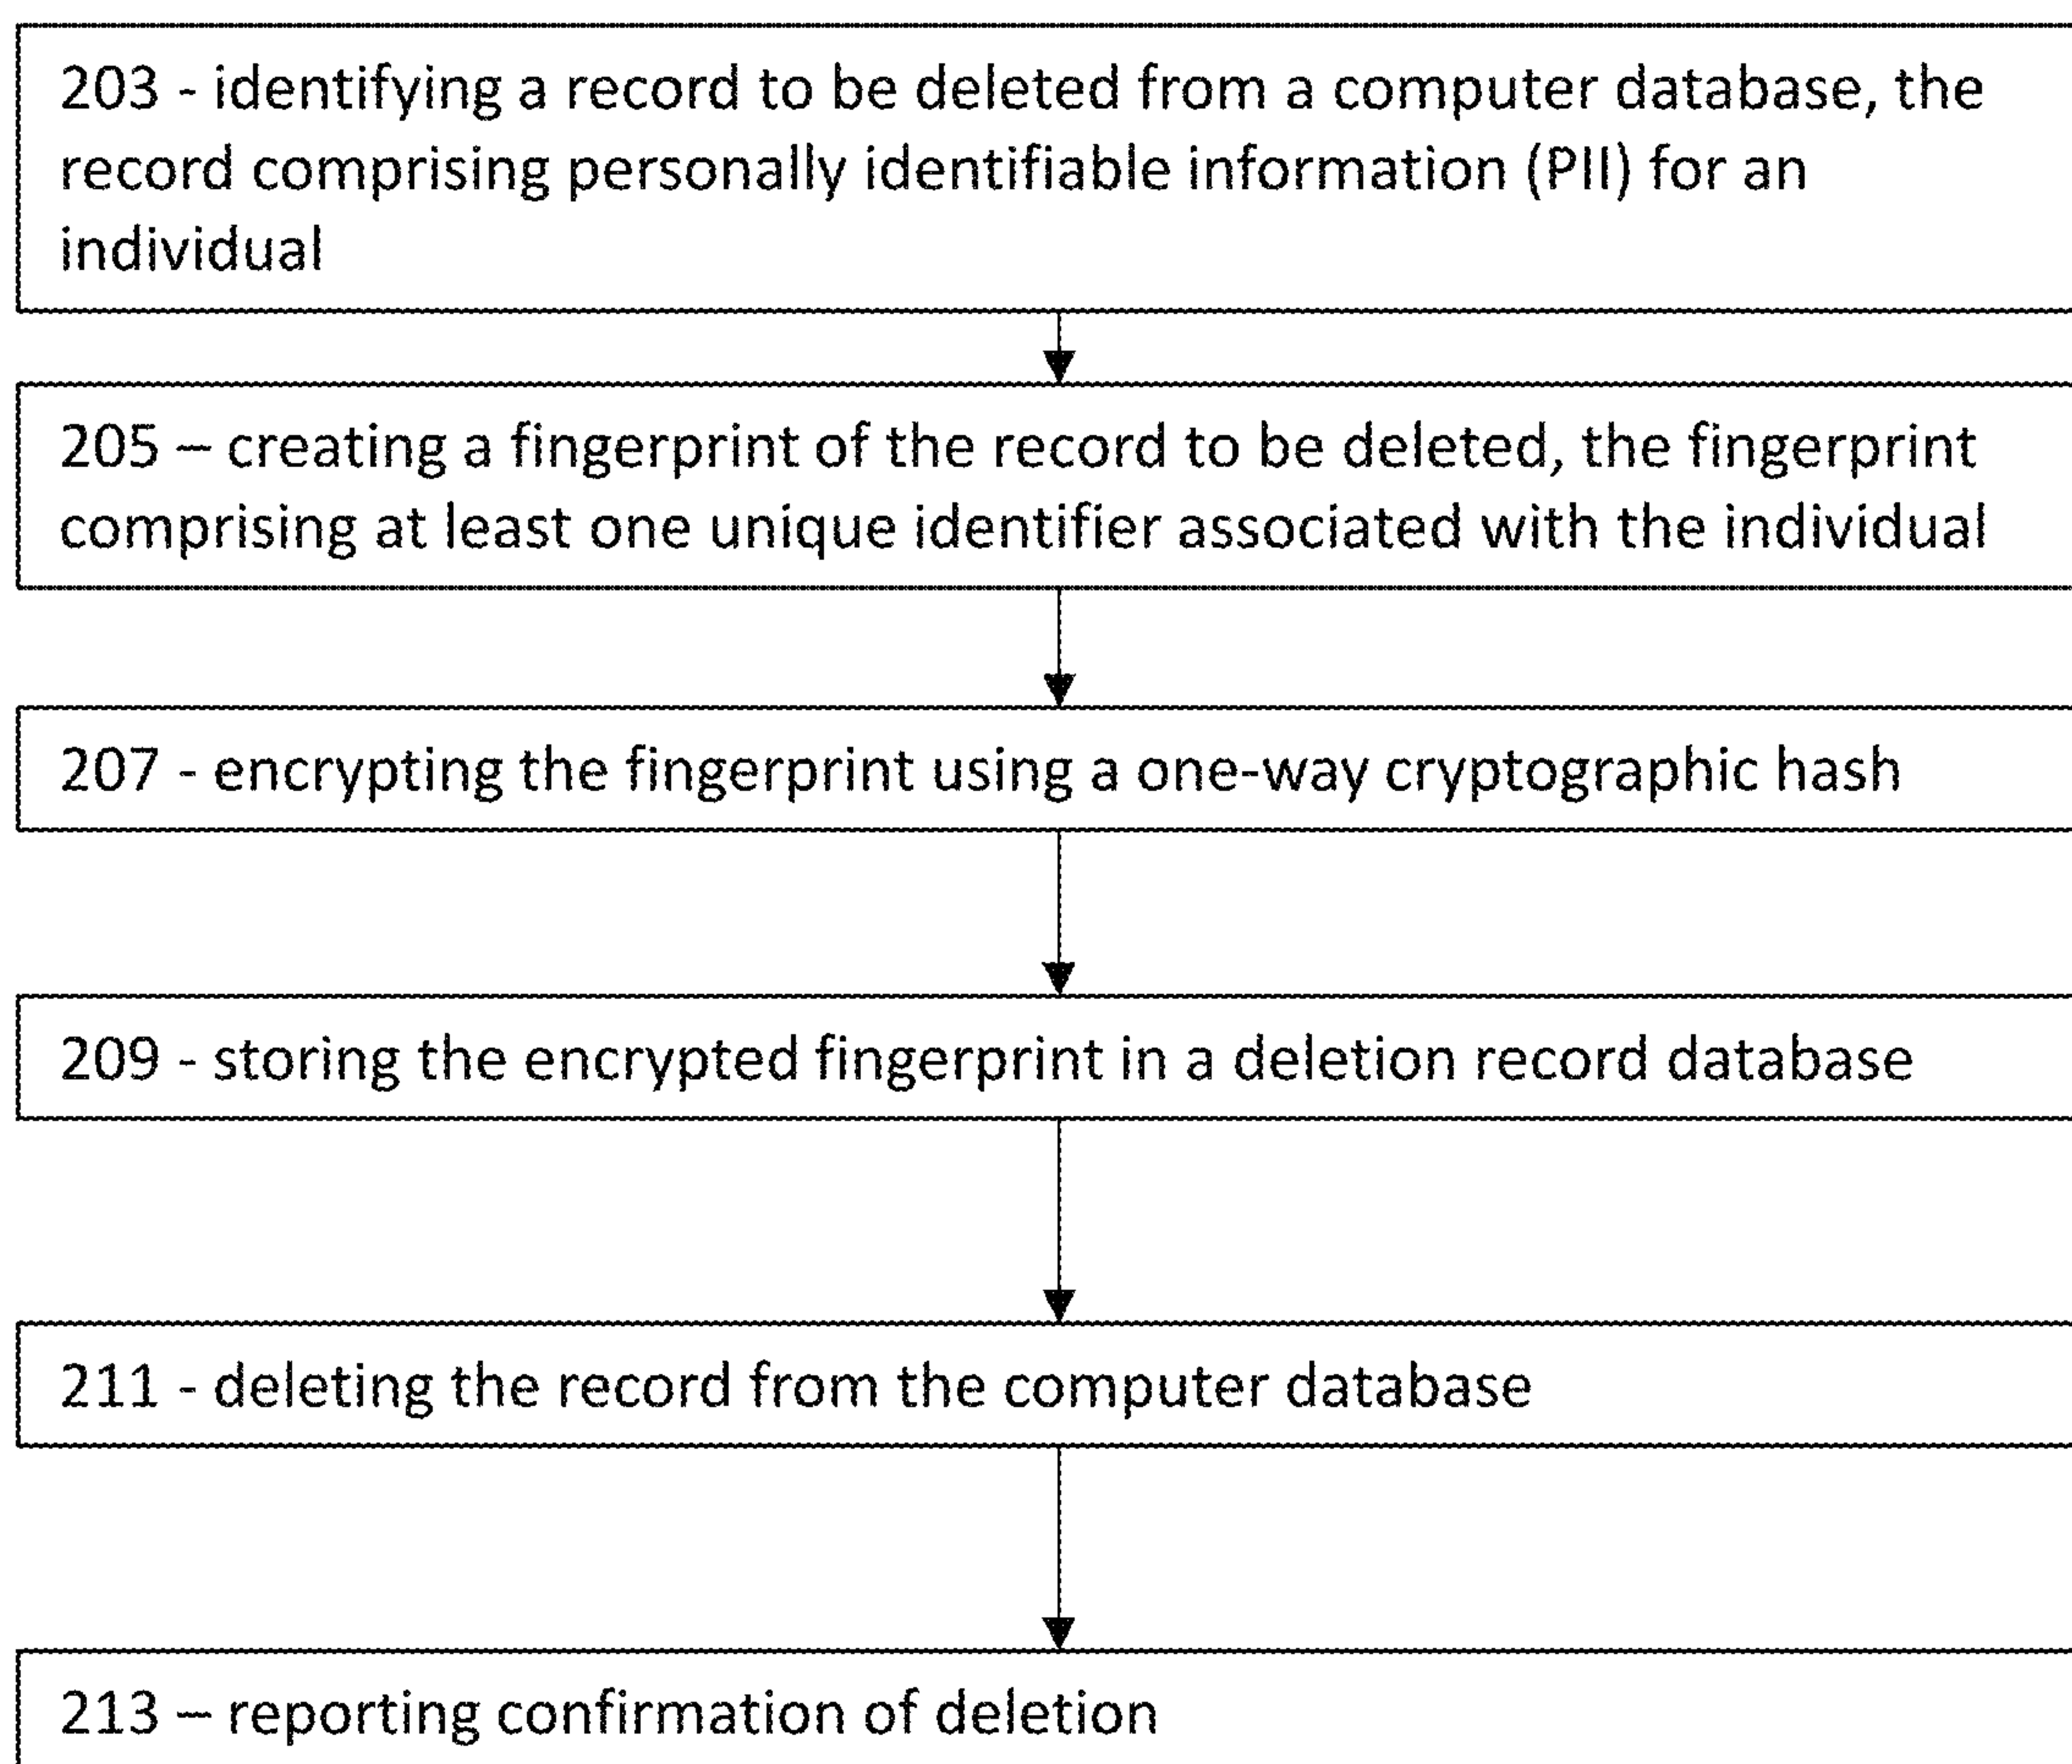 203 - identifying a record to be deleted from a computer database, the
record comprising personally identifiable information (PII) for an
individual
205 – creating a fingerprint of the record to be deleted, the fingerprint
comprising at least one unique identifier associated with the individual
207 - encrypting the fingerprint using a one-way cryptographic hash
209 - storing the encrypted fingerprint in a deletion record database
211 - deleting the record from the computer database
213 – reporting confirmation of deletion